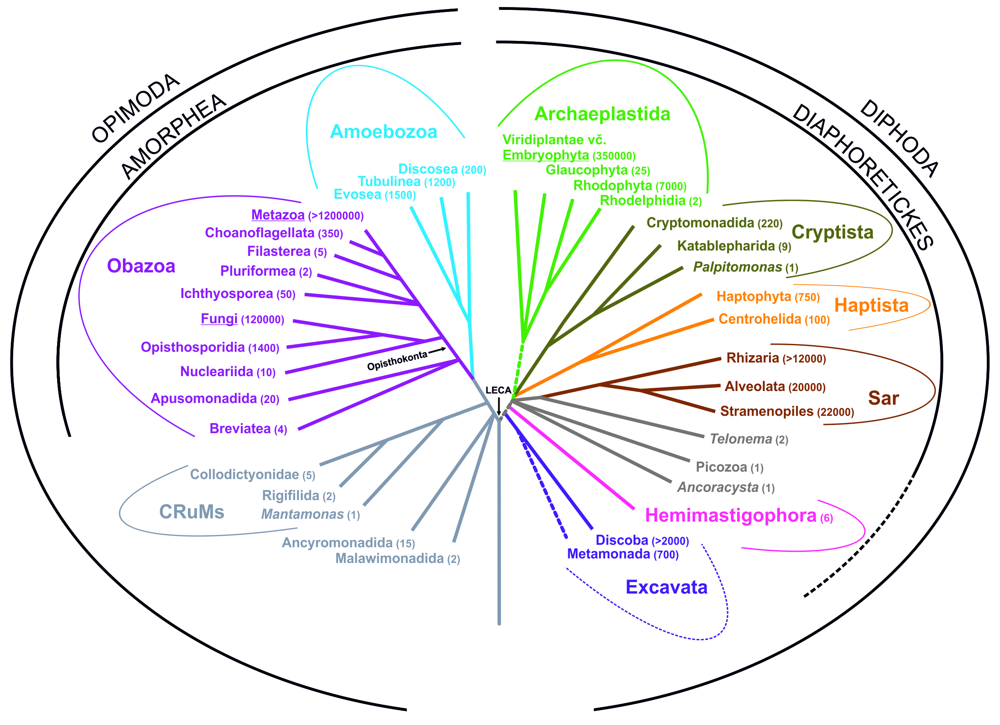 OPIMODA
AMORPHEA
DIPHODA
DIAPHORETICKES
Amoebozoa
Discosea (200)
Tubulinea (1200)
Evosea (1500)
Obazoa
Metazoa (>1200000)
Choanoflagellata (350)
Filasterea (5)
Pluriformea (2)
Ichthyosporea (50)
Fungi (120000)
Opisthosporidia (1400)
Opisthokonta
Nucleariida (10)
Apusomonadida (20)
Breviatea (4)
CRuMs
Collodictyonidae (5)
Rigifilida (2)
Mantamonas (1)
Ancyromonadida (15)
Malawimonadida (2)
LECA
Archaeplastida
Viridiplantae vč.
Embryophyta (350000)
Glaucophyta (25)
Rhodophyta (7000)
Rhodelphidia (2)
Cryptomonadida (220)
Cryptista
Katablepharida (9)
Palpitomonas (1)
Haptophyta (750)
Haptista
Centrohelida (100)
Rhizaria (>12000)
Alveolata (20000)
Sar
Stramenopiles (22000)
Telonema (2)
Picozoa (1)
Ancoracysta (1)
Hemimastigophora (6)
Discoba (>2000)
Metamonada (700)
Excavata